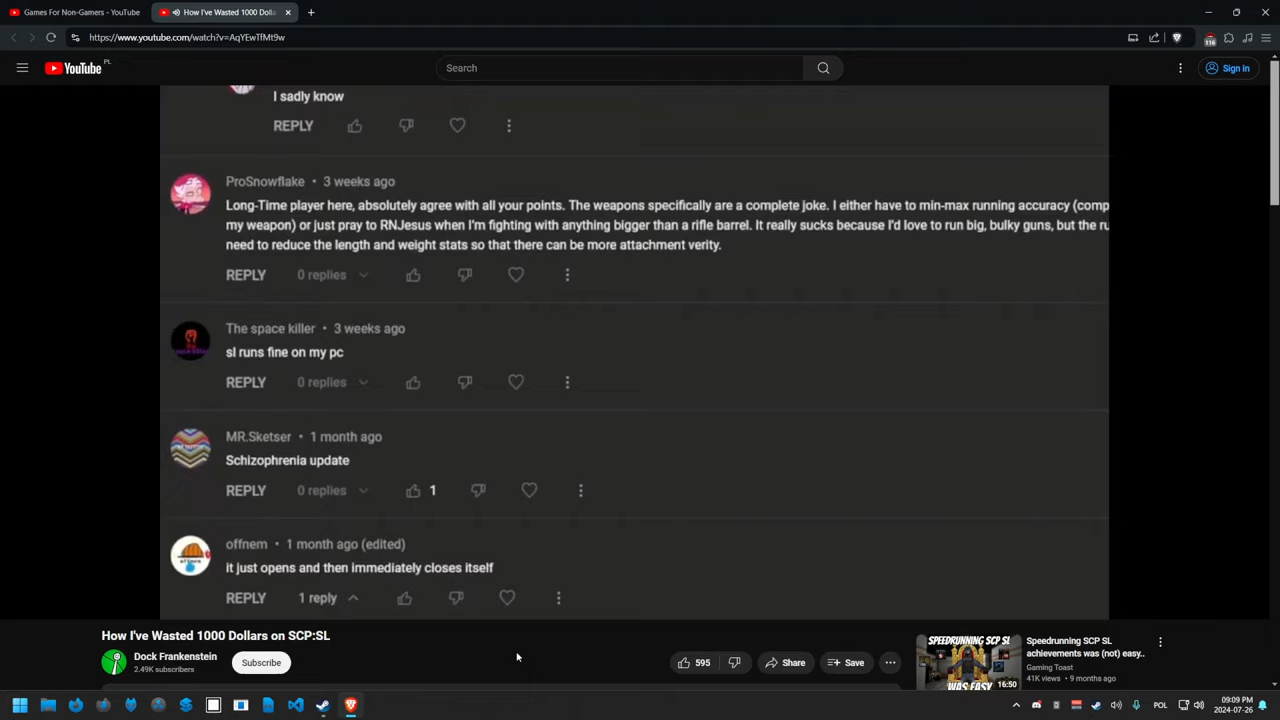 Games For Non-Gamers - YouTube
How I've Wasted 1000 Dolla
https://www.youtube.com/watch?v=AqYEwTfMt9w
116
YouTube PL
Search
Sign in
I sadly know
REPLY
ProSnowflake • 3 weeks ago
Long-Time player here, absolutely agree with all your points. The weapons specifically are a complete joke. I either have to min-max running accuracy (comp
my weapon) or just pray to RNJesus when I'm fighting with anything bigger than a rifle barrel. It really sucks because I'd love to run big, bulky guns, but the ru
need to reduce the length and weight stats so that there can be more attachment verity.
REPLY 0 replies
The space killer • 3 weeks ago
sl runs fine on my pc
REPLY 0 replies
MR.Sketser • 1 month ago
Schizophrenia update
REPLY 0 replies 1
offnem • 1 month ago (edited)
it just opens and then immediately closes itself
REPLY 1 reply
How I've Wasted 1000 Dollars on SCP:SL
Dock Frankenstein
2.49K subscribers
Subscribe
595
Share
Save
SPEEDRUNNING SCP SL
WAS EASY
16:50
Speedrunning SCP SL
achievements was (not) easy..
Gaming Toast
41K views • 9 months ago
POL
09:09 PM
2024-07-26